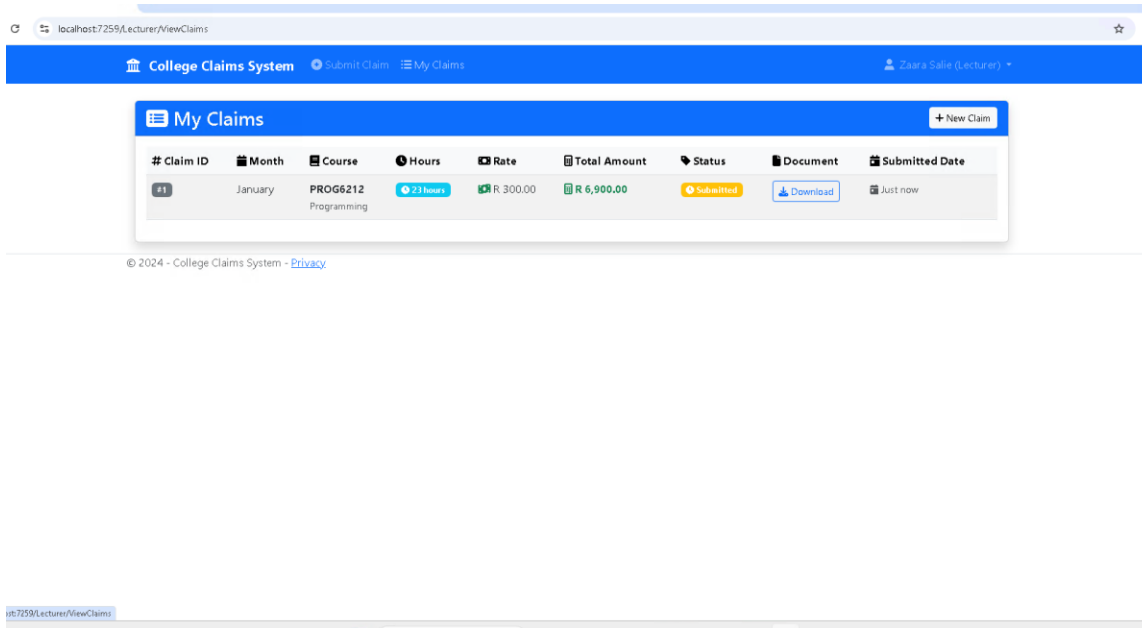 localhost:7259/Lecturer/ViewClaims
College Claims System Submit Claim My Claims Zaara Salie (Lecturer)
My Claims + New Claim
# Claim ID Month Course Hours Rate Total Amount Status Document Submitted Date
#1 January PROG6212 23 hours R 300.00 R 6,900.00 Submitted Download Just now
Programming
© 2024 - College Claims System - Privacy
ost:7259/Lecturer/ViewClaims